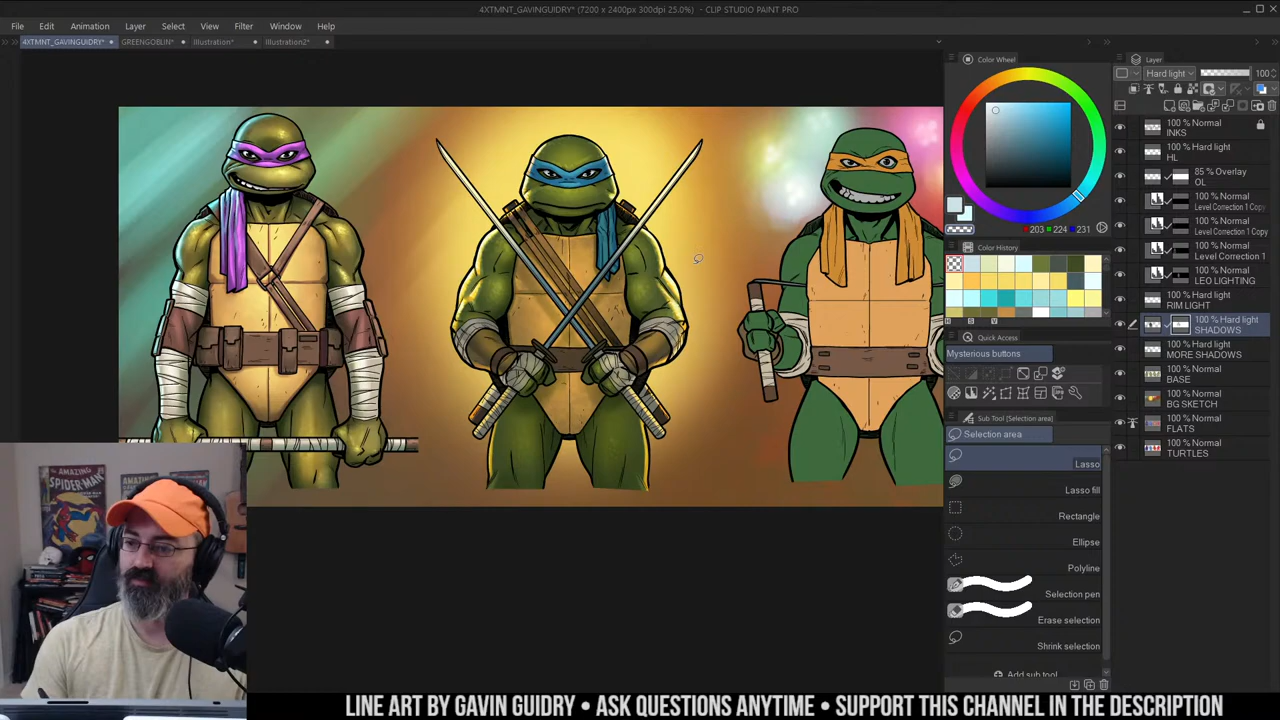 4XTMNT_GAVINGUIDRY* (7200 x 2400px 300dpi 25.0%) - CLIP STUDIO PAINT PRO
File Edit Animation Layer Select View Filter Window Help
4XTMNT_GAVINGUIDRY* GREENGOBLIN* Illustration* Illustration2*
Color Wheel
203 224 231
Color History
H S V
Quick Access
Mysterious buttons
Sub Tool [Selection area]
Selection area
Lasso
Lasso fill
Rectangle
Ellipse
Polyline
Selection pen
Erase selection
Shrink selection
Add sub tool
Layer
Hard light 100
100 % Normal
INKS
100 % Hard light
HL
85 % Overlay
OL
100 % Normal
Level Correction 1 Copy
100 % Normal
Level Correction 1 Copy
100 % Normal
Level Correction 1
100 % Normal
LEO LIGHTING
100 % Hard light
RIM LIGHT
100 % Hard light
SHADOWS
100 % Hard light
MORE SHADOWS
100 % Normal
BASE
100 % Normal
BG SKETCH
100 % Normal
FLATS
100 % Normal
TURTLES
THE AMAZING
SPIDER-MAN
LINE ART BY GAVIN GUIDRY • ASK QUESTIONS ANYTIME • SUPPORT THIS CHANNEL IN THE DESCRIPTION